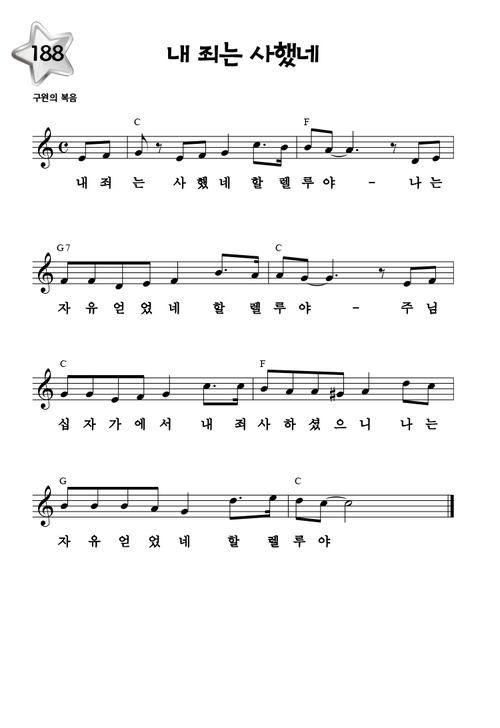 188
내 죄는 사했네
구원의 복음
C F
내 죄 는 사 했 네 할 렐 루 야 - 나 는
G7 C
자 유 얻 었 네 할 렐 루 야 - 주 님
C F
십 자 가 에 서 내 죄 사 하 셨 으 니 나 는
G C
자 유 얻 었 네 할 렐 루 야